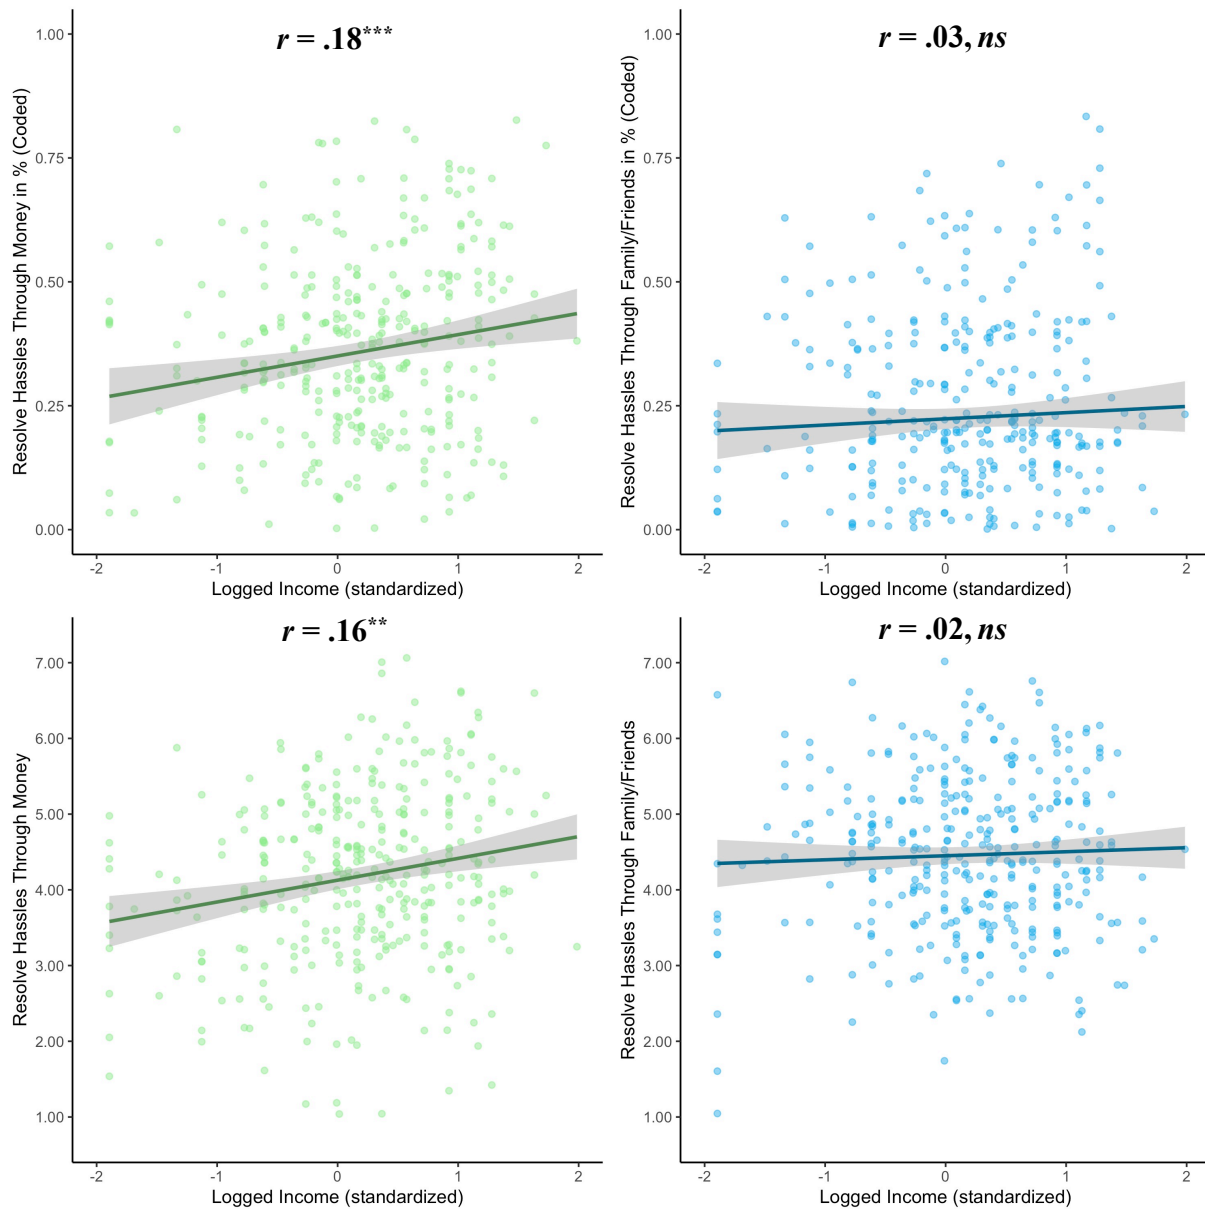 r = .18***
Resolve Hassles Through Money in % (Coded)
1.00
0.75
0.50
0.25
0.00
-2 -1 0 1 2
Logged Income (standardized)
r = .03, ns
Resolve Hassles Through Family/Friends in % (Coded)
1.00
0.75
0.50
0.25
0.00
-2 -1 0 1 2
Logged Income (standardized)
r = .16**
Resolve Hassles Through Money
7.00
6.00
5.00
4.00
3.00
2.00
1.00
-2 -1 0 1 2
Logged Income (standardized)
r = .02, ns
Resolve Hassles Through Family/Friends
7.00
6.00
5.00
4.00
3.00
2.00
1.00
-2 -1 0 1 2
Logged Income (standardized)